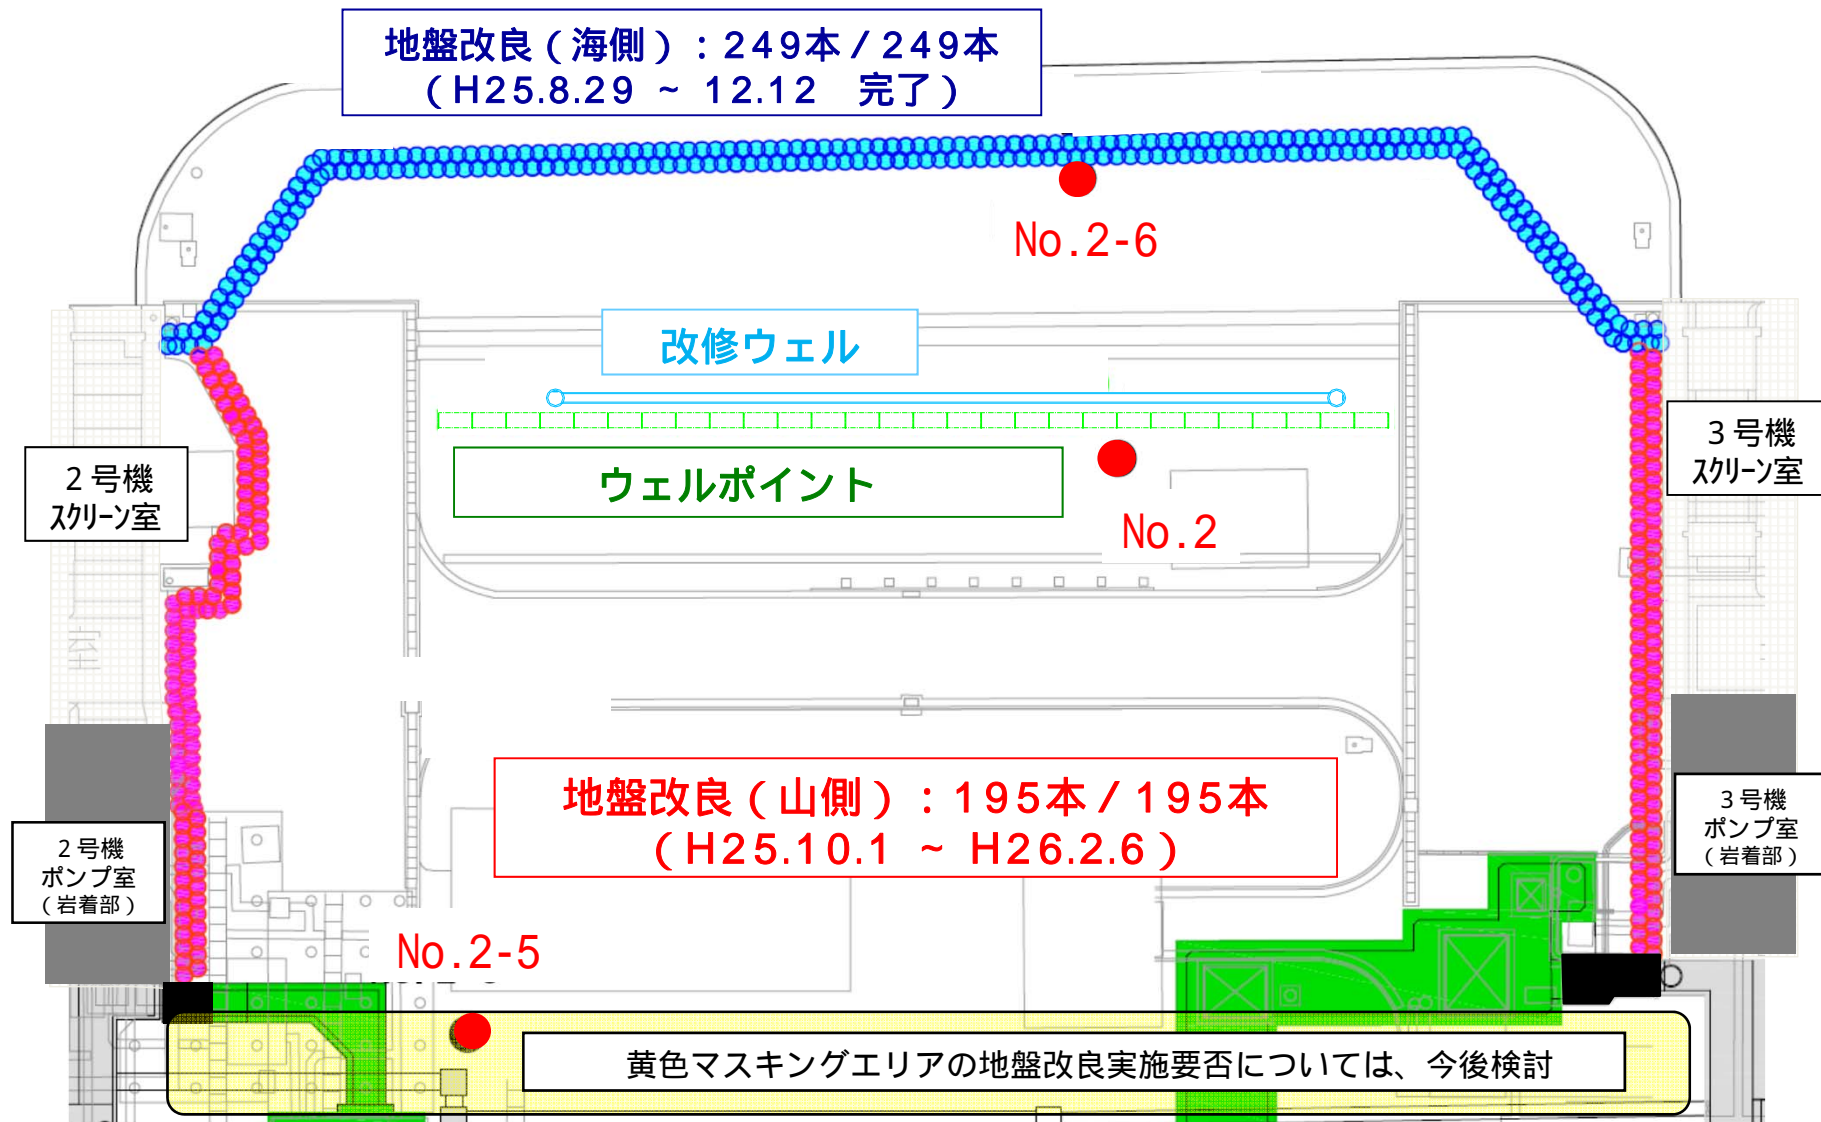 地盤改良（海側）：249本／249本
（H25.8.29 ~ 12.12　完了）
No.2-6
改修ウェル
ウェルポイント
No.2
2号機
スクリーン室
3号機
スクリーン室
地盤改良（山側）：195本／195本
（H25.10.1 ~ H26.2.6）
2号機
ポンプ室
（岩着部）
3号機
ポンプ室
（岩着部）
No.2-5
黄色マスキングエリアの地盤改良実施要否については、今後検討